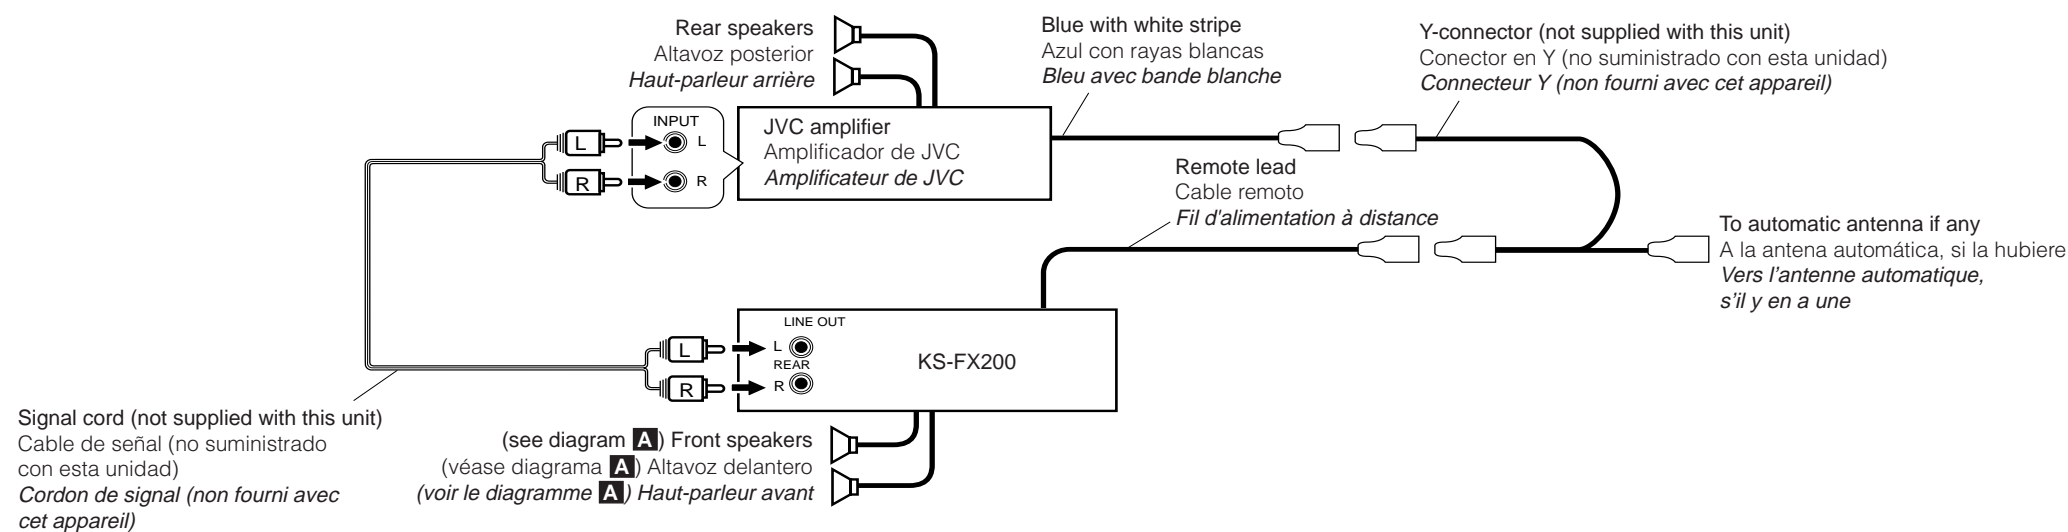 Rear speakers
Altavoz posterior
Haut-parleur arrière
Blue with white stripe
Azul con rayas blancas
Bleu avec bande blanche
Y-connector (not supplied with this unit)
Conector en Y (no suministrado con esta unidad)
Connecteur Y (non fourni avec cet appareil)
INPUT
L
L
R
R
JVC amplifier
Amplificador de JVC
Amplificateur de JVC
Remote lead
Cable remoto
Fil d'alimentation à distance
To automatic antenna if any
A la antena automática, si la hubiere
Vers l'antenne automatique,
s'il y en a une
LINE OUT
L
L
REAR
R
R
KS-FX200
Signal cord (not supplied with this unit)
Cable de señal (no suministrado
con esta unidad)
Cordon de signal (non fourni avec
cet appareil)
(see diagram A) Front speakers
(véase diagrama A) Altavoz delantero
(voir le diagramme A) Haut-parleur avant